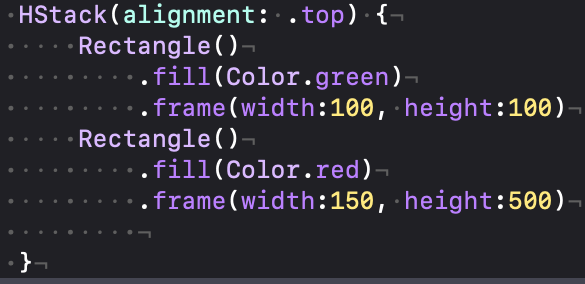 HStack(alignment: .top) {
Rectangle()
.fill(Color.green)
.frame(width:100, height:100)
Rectangle()
.fill(Color.red)
.frame(width:150, height:500)
}